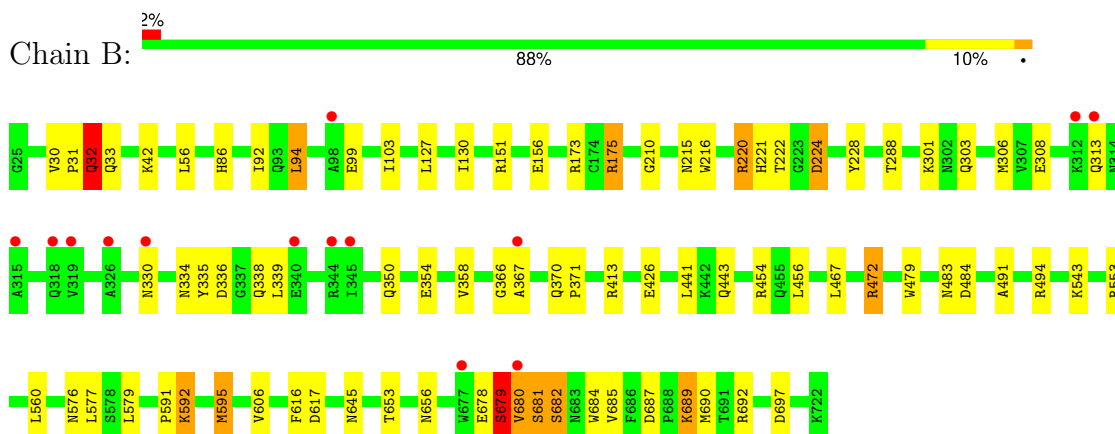 2%
Chain B:
88% 10% •
G25 V30 P31 Q32 Q33 K42 L56 H86 I92 Q93 L94 A98 E99 I103 L127 I130 R151 E156 R173 C174 R175 G210 N215 W216 R220 H221 T222 G223 D224 Y228 T288 K301 N302 Q303 M306 V307 E308 K312 Q313 N314
A315 Q318 V319 A326 N330 N334 Y335 D336 G337 Q338 L339 E340 R344 I345 Q350 E354 V358 G366 A367 Q370 P371 R413 E426 L441 K442 Q443 R454 Q455 L456 L467 R472 W479 N483 D484 A491 R494 K543 R553
L560 N576 L577 S578 L579 P591 K592 M595 V606 F616 D617 N645 T653 N656 W677 E678 S679 V680 S681 S682 N683 W684 V685 F686 D687 P688 K689 M690 T691 R692 D697 K722